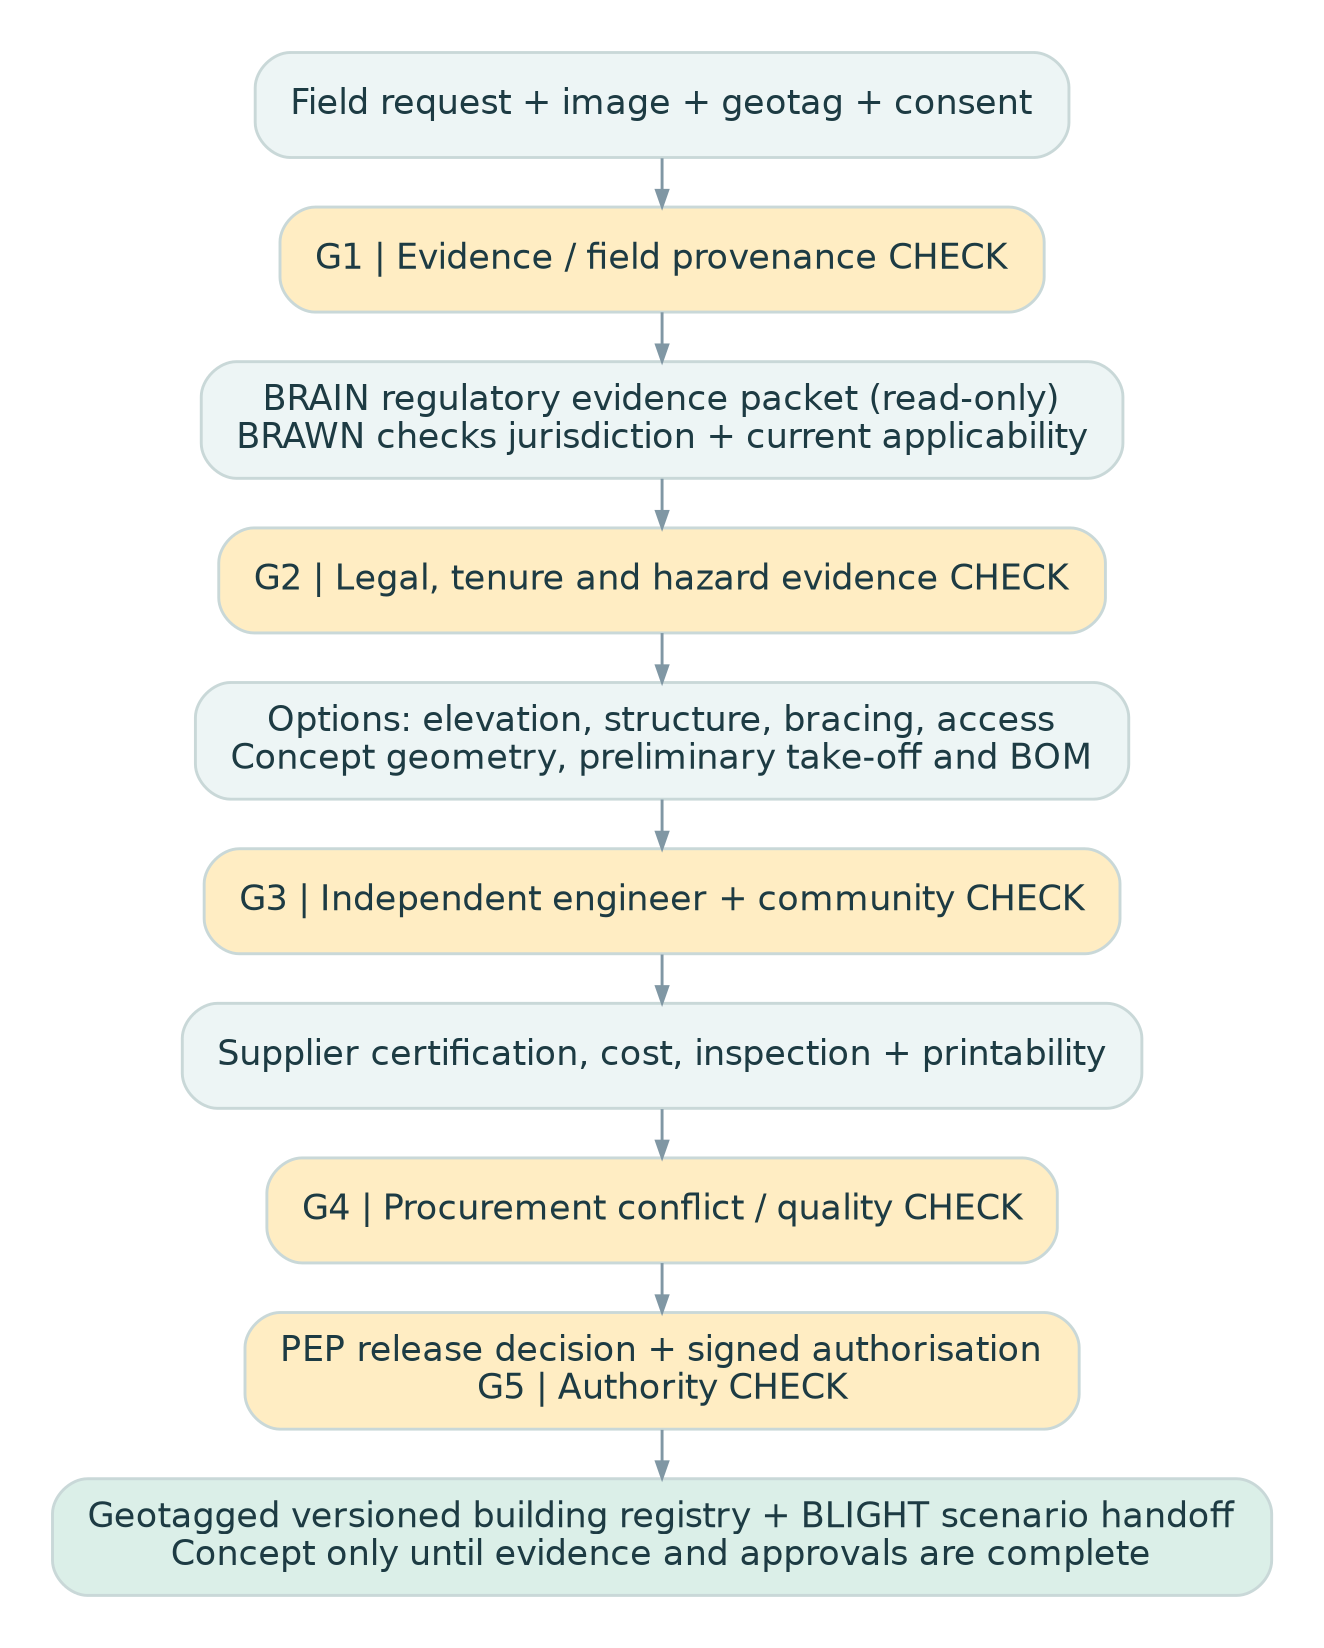 Field request + image + geotag + consent
G1 | Evidence / field provenance CHECK
BRAIN regulatory evidence packet (read-only)
BRAWN checks jurisdiction + current applicability
G2 | Legal, tenure and hazard evidence CHECK
Options: elevation, structure, bracing, access
Concept geometry, preliminary take-off and BOM
G3 | Independent engineer + community CHECK
Supplier certification, cost, inspection + printability
G4 | Procurement conflict / quality CHECK
PEP release decision + signed authorisation
G5 | Authority CHECK
Geotagged versioned building registry + BLIGHT scenario handoff
Concept only until evidence and approvals are complete